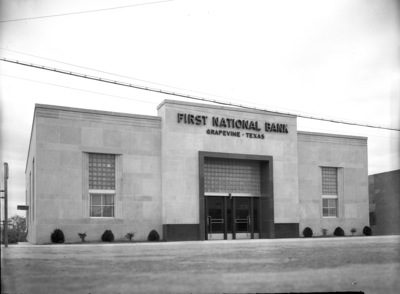 FIRST NATIONAL BANK
GRAPEVINE - TEXAS